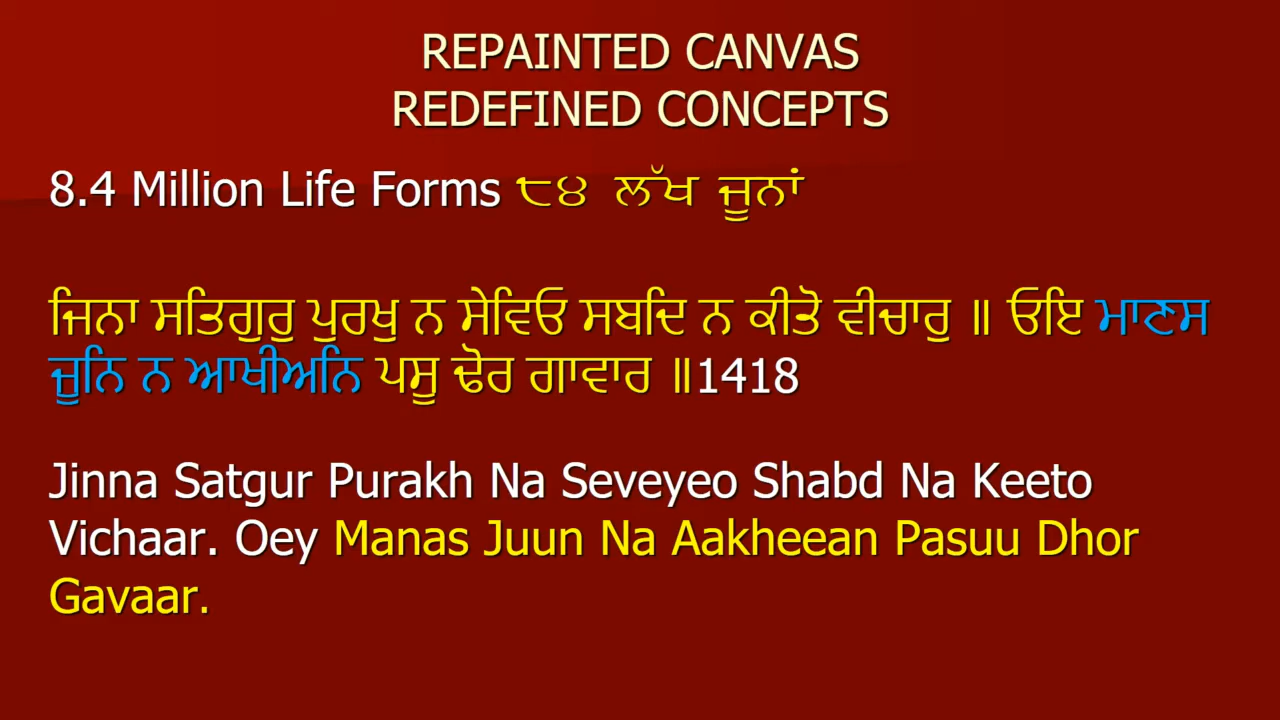 REPAINTED CANVAS
REDEFINED CONCEPTS
8.4 Million Life Forms ੮੪ ਲੱਖ ਜੂਨਾਂ
ਜਿਨਾ ਸਤਿਗੁਰੁ ਪੁਰਖੁ ਨ ਸੇਵਿਓ ਸਬਦਿ ਨ ਕੀਤੋ ਵੀਚਾਰੁ ॥ ਓਇ ਮਾਣਸ
ਜੂਨਿ ਨ ਆਖੀਅਨਿ ਪਸੂ ਢੋਰ ਗਾਵਾਰ ॥1418
Jinna Satgur Purakh Na Seveyeo Shabd Na Keeto
Vichaar. Oey Manas Juun Na Aakheean Pasuu Dhor
Gavaar.